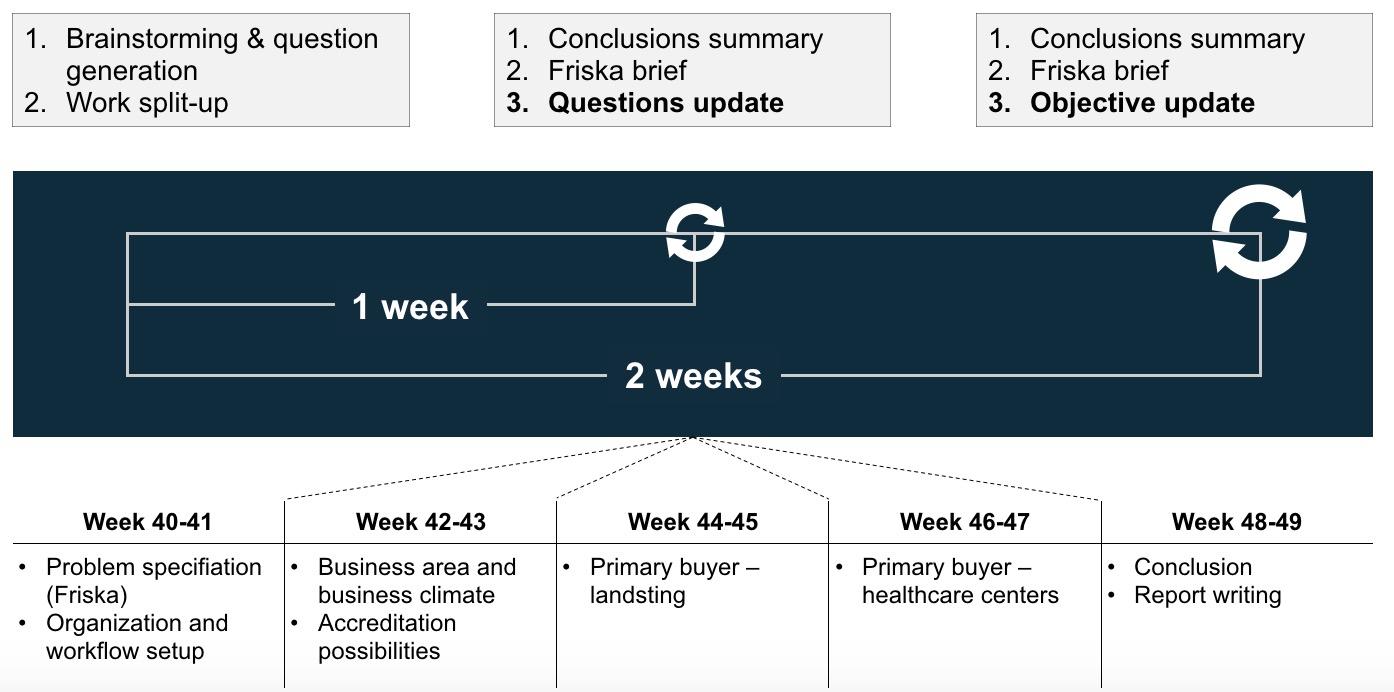 1. Brainstorming & question
generation
2. Work split-up
1. Conclusions summary
2. Friska brief
3. Questions update
1. Conclusions summary
2. Friska brief
3. Objective update
1 week
2 weeks
Week 40-41
• Problem specifiation
(Friska)
• Organization and
workflow setup
Week 42-43
• Business area and
business climate
• Accreditation
possibilities
Week 44-45
• Primary buyer –
landsting
Week 46-47
• Primary buyer –
healthcare centers
Week 48-49
• Conclusion
• Report writing